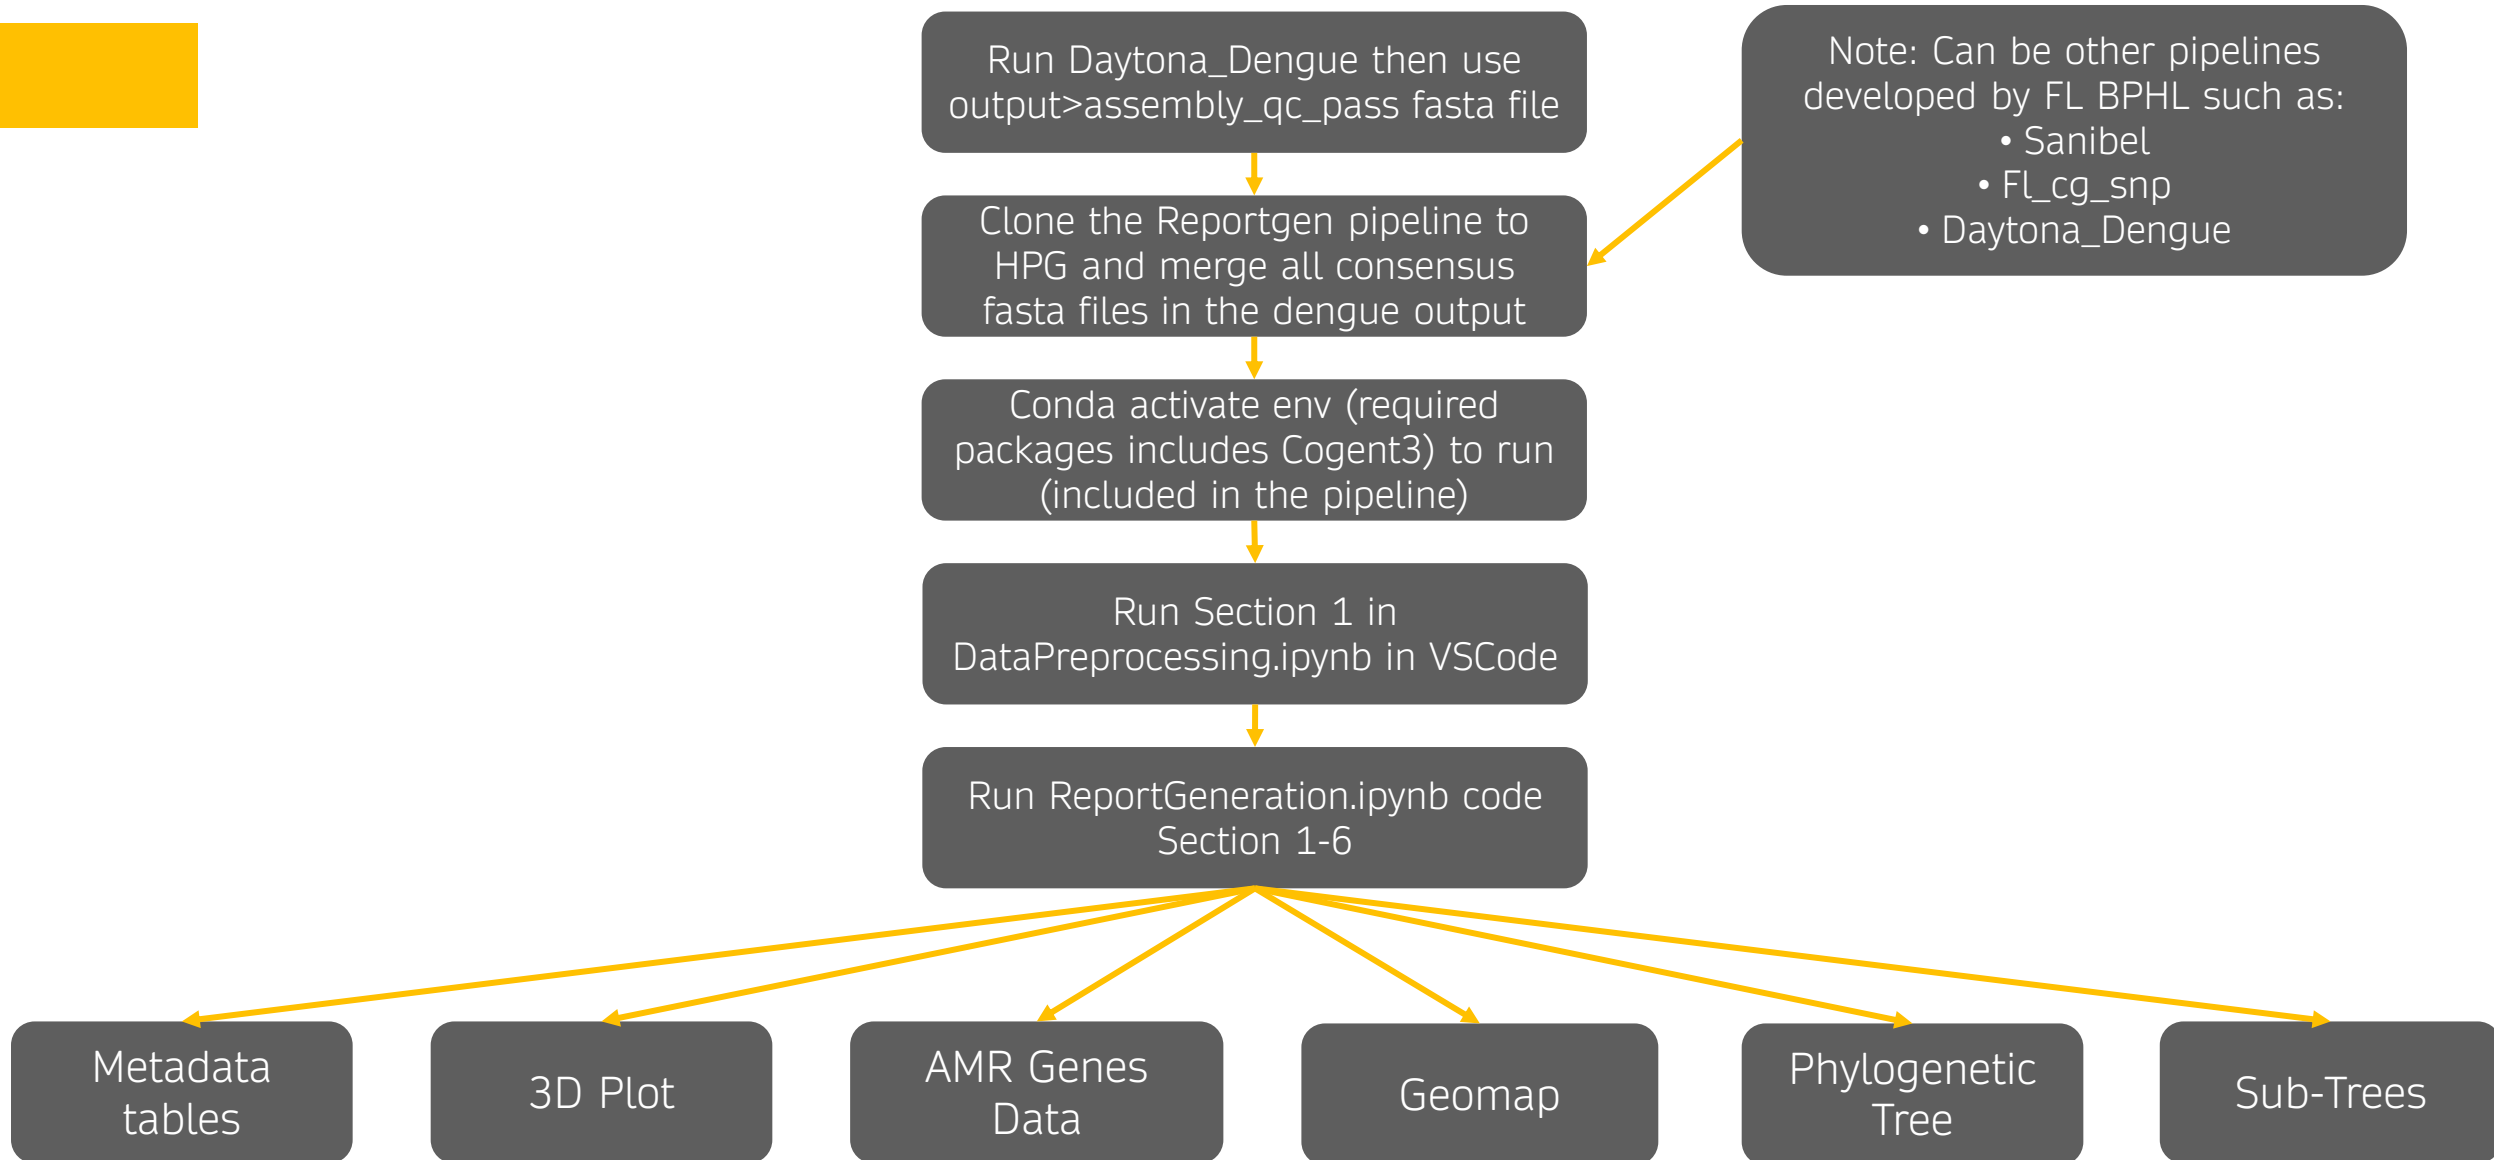 Run Daytona_Dengue then use
output>assembly_qc_pass fasta file
Note: Can be other pipelines
developed by FL BPHL such as:
• Sanibel
• Fl_cg_snp
• Daytona_Dengue
Clone the Reportgen pipeline to
HPG and merge all consensus
fasta files in the dengue output
Conda activate env (required
packages includes Cogent3) to run
(included in the pipeline)
Run Section 1 in
DataPreprocessing.ipynb in VSCode
Run ReportGeneration.ipynb code
Section 1-6
Metadata
tables
3D Plot
AMR Genes
Data
Geomap
Phylogenetic
Tree
Sub-Trees